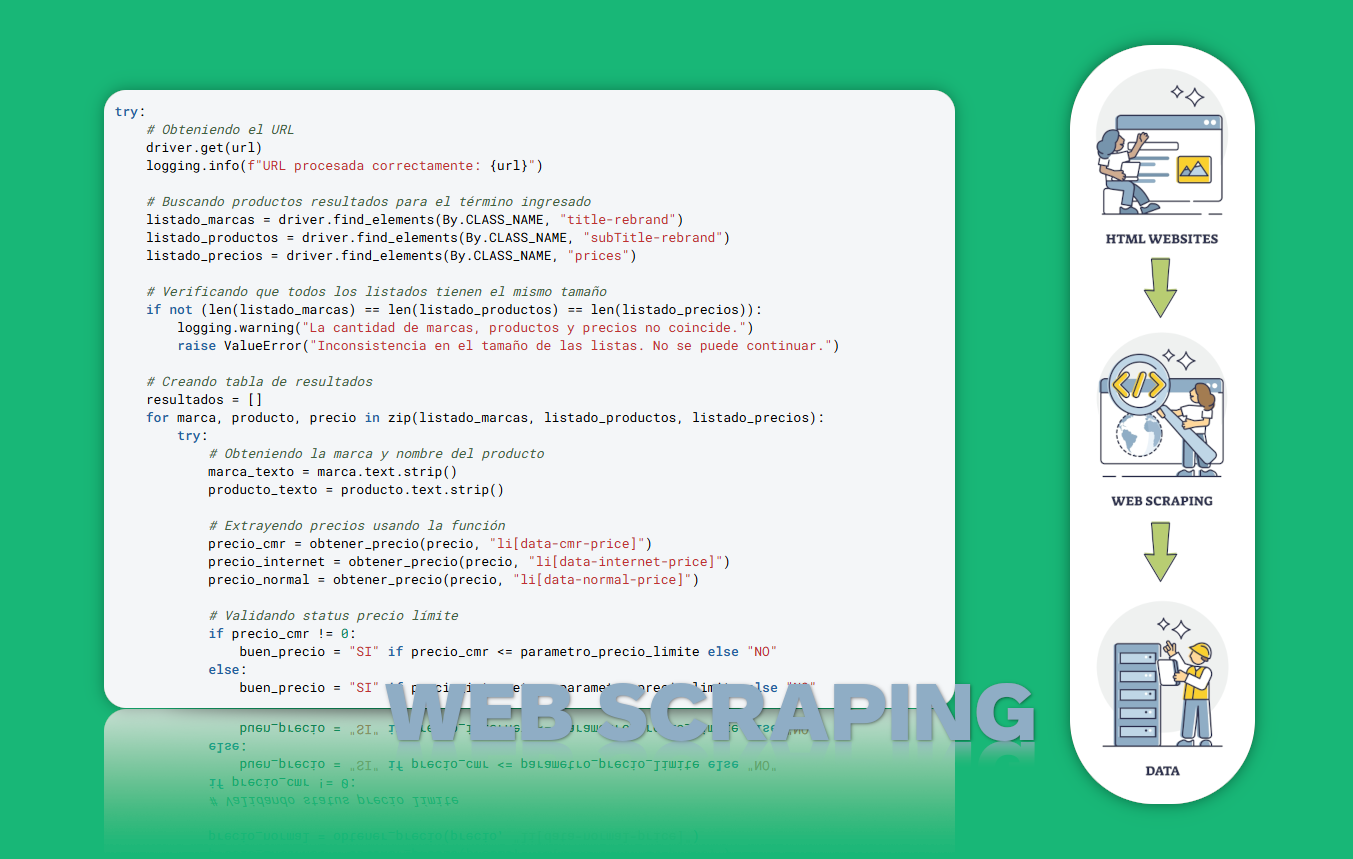 try:
    # Obteniendo el URL
    driver.get(url)
    logging.info(f"URL procesada correctamente: {url}")

    # Buscando productos resultados para el término ingresado
    listado_marcas = driver.find_elements(By.CLASS_NAME, "title-rebrand")
    listado_productos = driver.find_elements(By.CLASS_NAME, "subTitle-rebrand")
    listado_precios = driver.find_elements(By.CLASS_NAME, "prices")

    # Verificando que todos los listados tienen el mismo tamaño
    if not (len(listado_marcas) == len(listado_productos) == len(listado_precios)):
        logging.warning("La cantidad de marcas, productos y precios no coincide.")
        raise ValueError("Inconsistencia en el tamaño de las listas. No se puede continuar.")

    # Creando tabla de resultados
    resultados = []
    for marca, producto, precio in zip(listado_marcas, listado_productos, listado_precios):
        try:
            # Obteniendo la marca y nombre del producto
            marca_texto = marca.text.strip()
            producto_texto = producto.text.strip()

            # Extrayendo precios usando la función
            precio_cmr = obtener_precio(precio, "li[data-cmr-price]")
            precio_internet = obtener_precio(precio, "li[data-internet-price]")
            precio_normal = obtener_precio(precio, "li[data-normal-price]")

            # Validando status precio límite
            if precio_cmr != 0:
                buen_precio = "SI" if precio_cmr <= parametro_precio_limite else "NO"
            else:
                buen_precio = "SI" if
WEB SCRAPING
HTML WEBSITES
WEB SCRAPING
</>
DATA